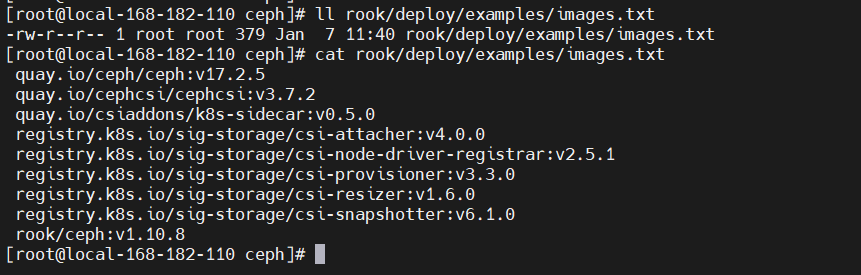 [root@local-168-182-110 ceph]# ll rook/deploy/examples/images.txt
-rw-r--r-- 1 root root 379 Jan  7 11:40 rook/deploy/examples/images.txt
[root@local-168-182-110 ceph]# cat rook/deploy/examples/images.txt
 quay.io/ceph/ceph:v17.2.5
 quay.io/cephcsi/cephcsi:v3.7.2
 quay.io/csiaddons/k8s-sidecar:v0.5.0
 registry.k8s.io/sig-storage/csi-attacher:v4.0.0
 registry.k8s.io/sig-storage/csi-node-driver-registrar:v2.5.1
 registry.k8s.io/sig-storage/csi-provisioner:v3.3.0
 registry.k8s.io/sig-storage/csi-resizer:v1.6.0
 registry.k8s.io/sig-storage/csi-snapshotter:v6.1.0
 rook/ceph:v1.10.8
[root@local-168-182-110 ceph]#